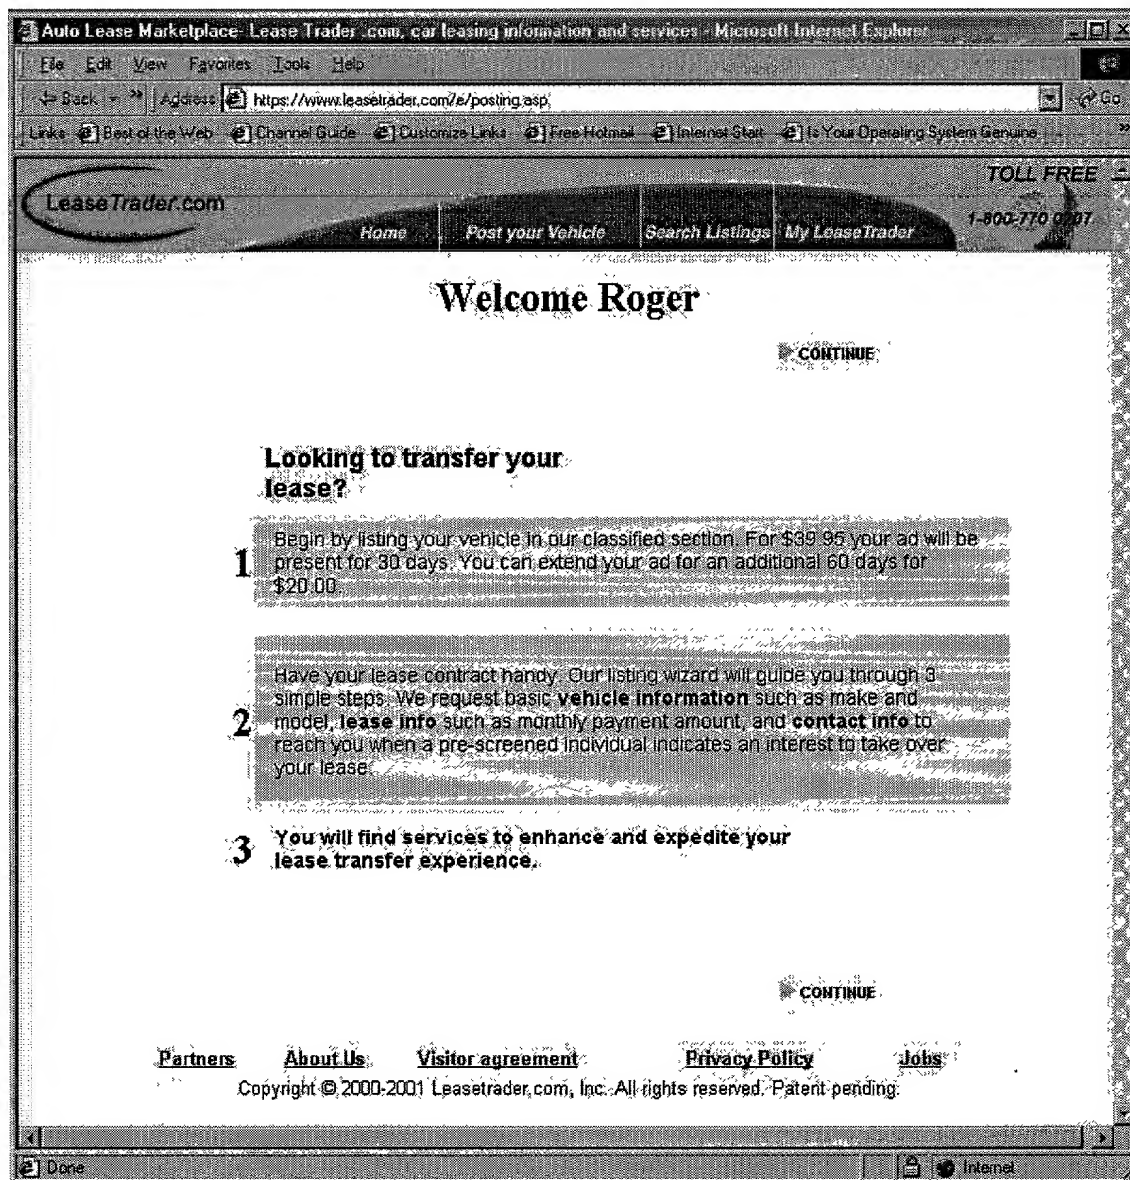 Auto Lease Marketplace- Lease Trader .com, car leasing information and services - Microsoft Internet Explorer
File Edit View Favorites Tools Help
Back Address https://www.leasetrader.com/e/posting.asp Go
Links Best of the Web Channel Guide Customize Links Free Hotmail Internet Start Is Your Operating System Genuine
TOLL FREE
LeaseTrader.com
1-800-770
Home Post your Vehicle Search Listings My LeaseTrader
Welcome Roger
CONTINUE
Looking to transfer your
lease?
1
Begin by listing your vehicle in our classified section. For $39.95 your ad will be
present for 30 days. You can extend your ad for an additional 60 days for
$20.00.
2
Have your lease contract handy. Our listing wizard will guide you through 3
simple steps. We request basic vehicle information such as make and
model, lease info such as monthly payment amount, and contact info to
reach you when a pre-screened individual indicates an interest to take over
your lease.
3
You will find services to enhance and expedite your
lease transfer experience.
CONTINUE
Partners About Us Visitor agreement Privacy Policy Jobs
Copyright © 2000-2001 Leasetrader.com, Inc. All rights reserved. Patent pending.
Done Internet